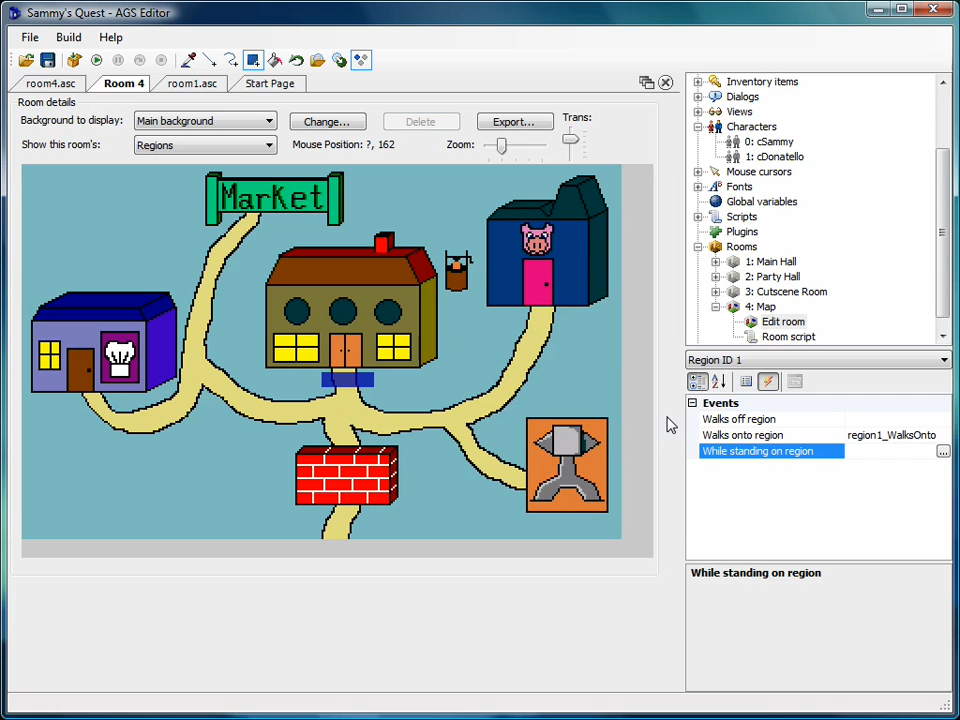 Sammy's Quest - AGS Editor
File Build Help
room4.asc Room 4 room1.asc Start Page
Room details
Background to display: Main background Change... Delete Export... Trans:
Show this room's: Regions Mouse Position: ?, 162 Zoom:
Market
Inventory items
Dialogs
Views
Characters
0: cSammy
1: cDonatello
Mouse cursors
Fonts
Global variables
Scripts
Plugins
Rooms
1: Main Hall
2: Party Hall
3: Cutscene Room
4: Map
Edit room
Room script
Region ID 1
Events
Walks off region
Walks onto region region1_WalksOnto
While standing on region ...
While standing on region